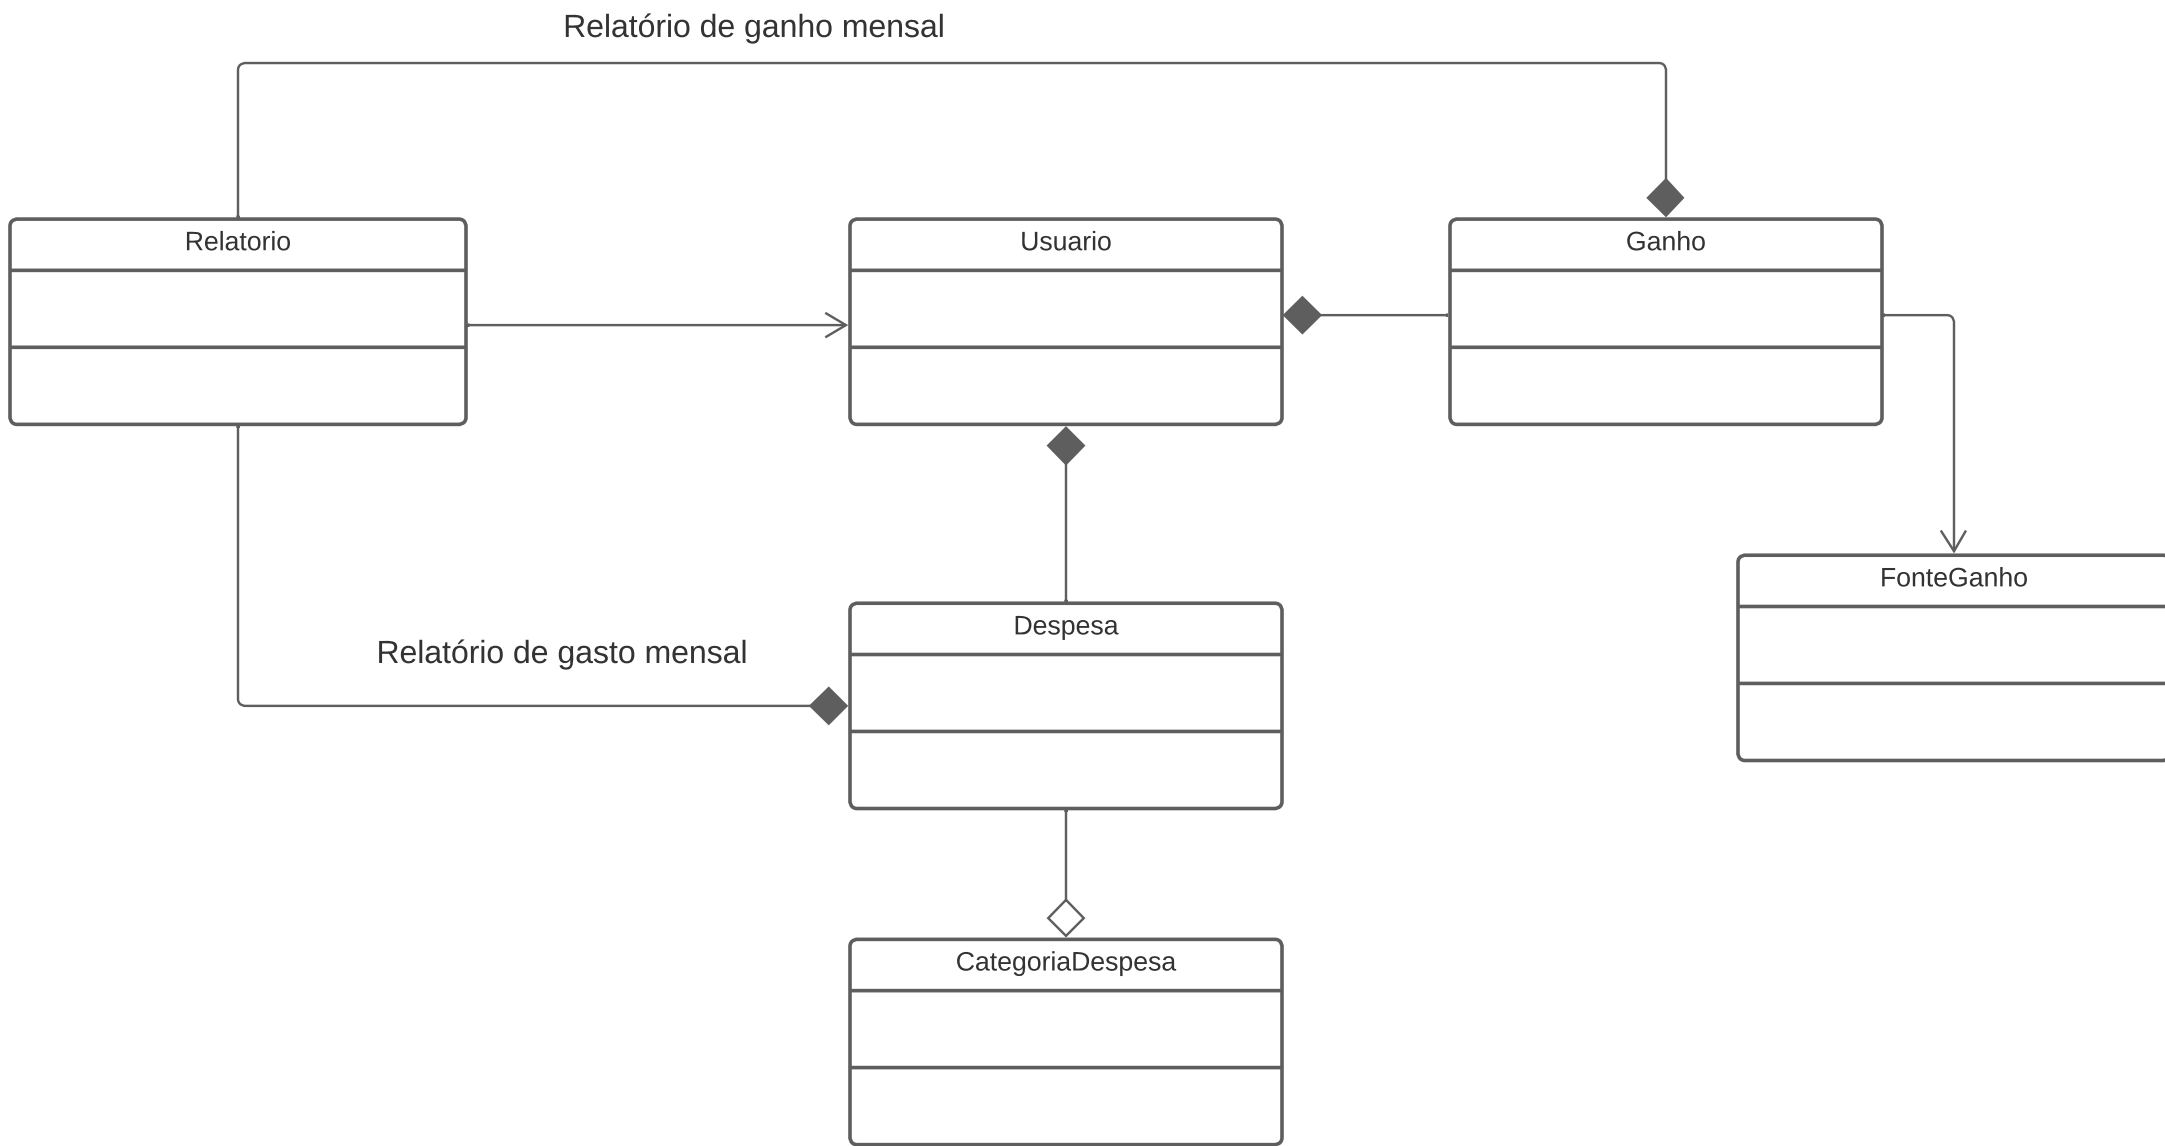 Relatório de ganho mensal
Relatorio
Usuario
Ganho
FonteGanho
Despesa
Relatório de gasto mensal
CategoriaDespesa